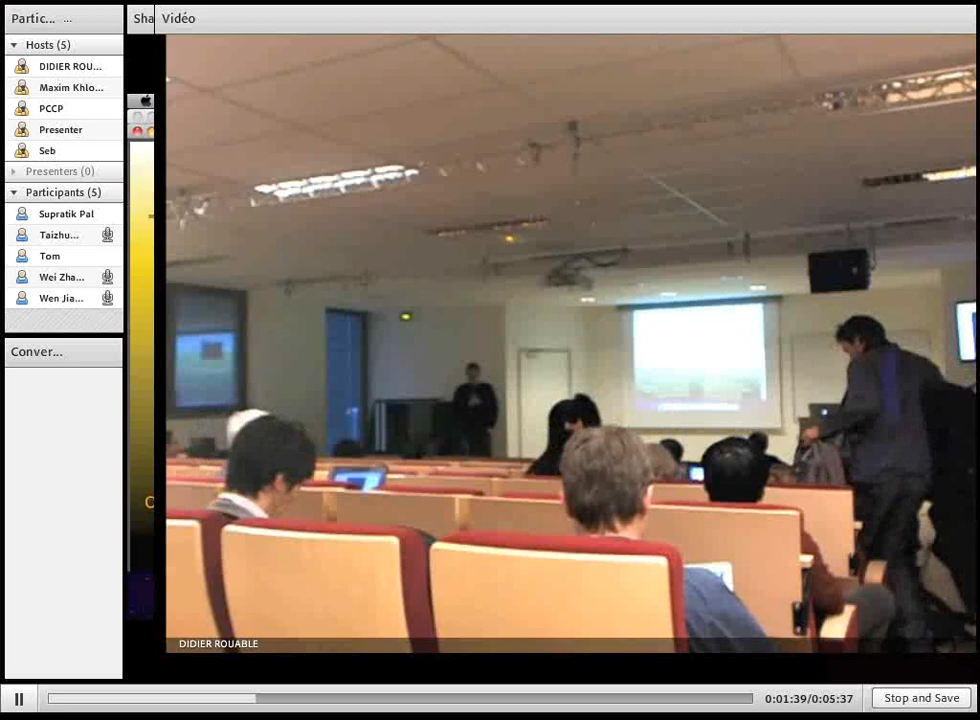 Partic... ...
Sha
Vidéo
Hosts (5)
DIDIER ROU...
Maxim Khlo...
PCCP
Presenter
Seb
Presenters (0)
Participants (5)
Supratik Pal
Taizhu...
Tom
Wei Zha...
Wen Jia...
Conver...
DIDIER ROUABLE
0:01:39/0:05:37
Stop and Save